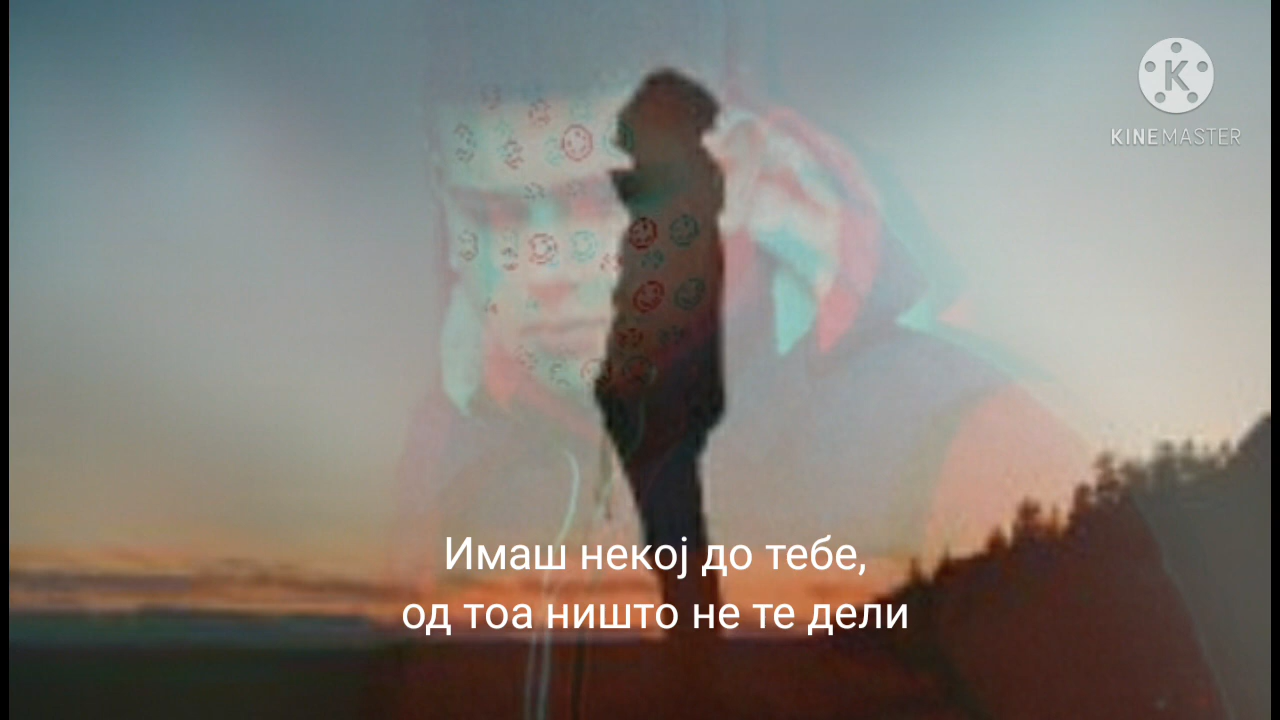 K
KINEMASTER
Имаш некој до тебе,
од тоа ништо не те дели